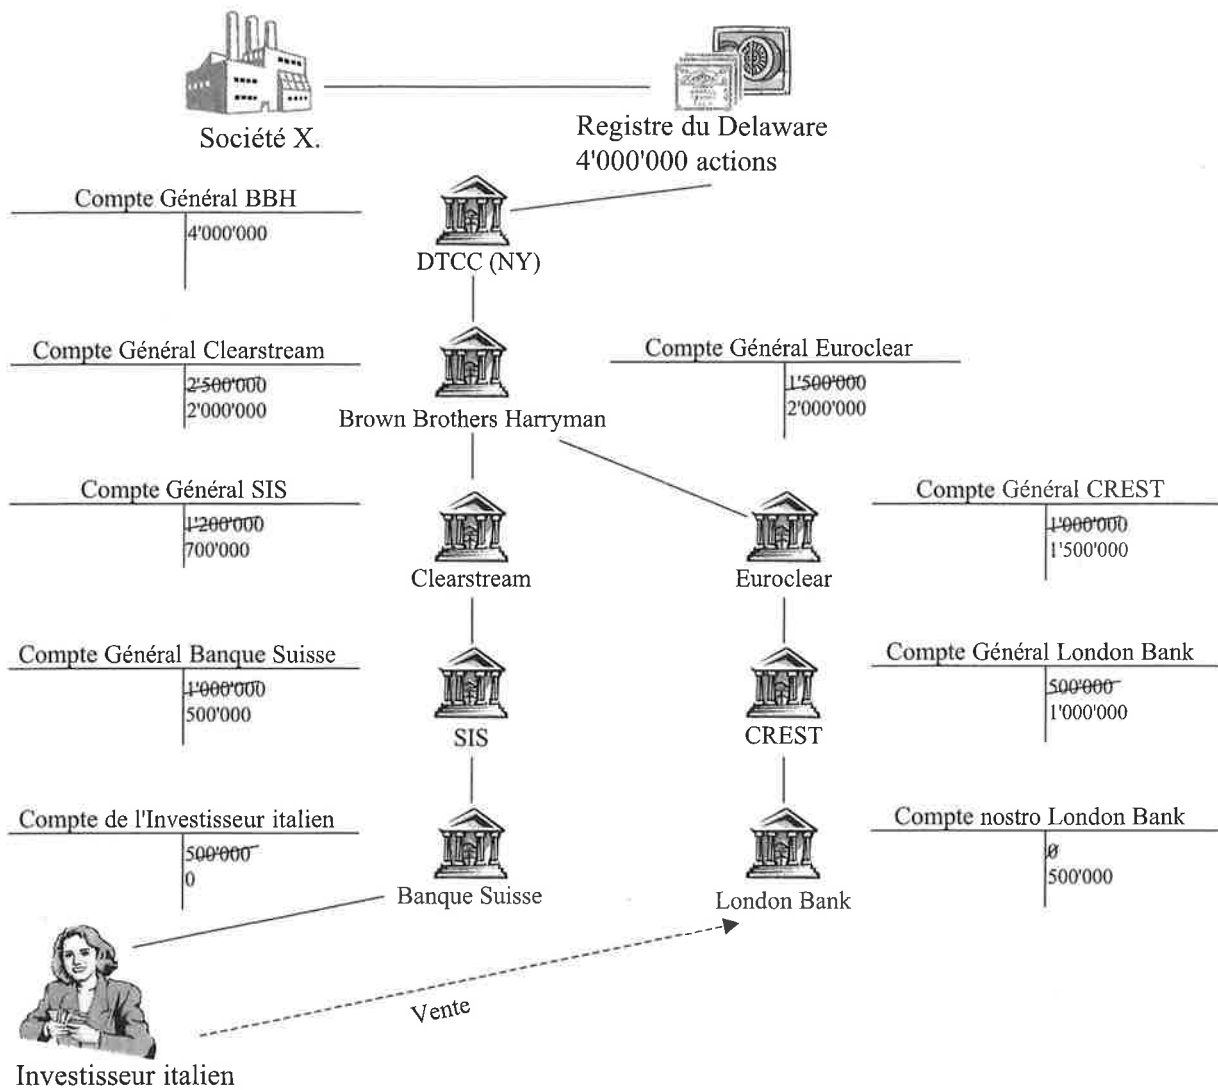 Société X.
Registre du Delaware
4'000'000 actions
Compte Général BBH
4'000'000
DTCC (NY)
Compte Général Clearstream
2'500'000
2'000'000
Brown Brothers Harryman
Compte Général Euroclear
1'500'000
2'000'000
Compte Général SIS
1'200'000
700'000
Clearstream
Euroclear
Compte Général CREST
1'000'000
1'500'000
Compte Général Banque Suisse
1'000'000
500'000
SIS
CREST
Compte Général London Bank
500'000
1'000'000
Compte de l'Investisseur italien
500'000
0
Banque Suisse
London Bank
Compte nostro London Bank
0
500'000
Vente
Investisseur italien